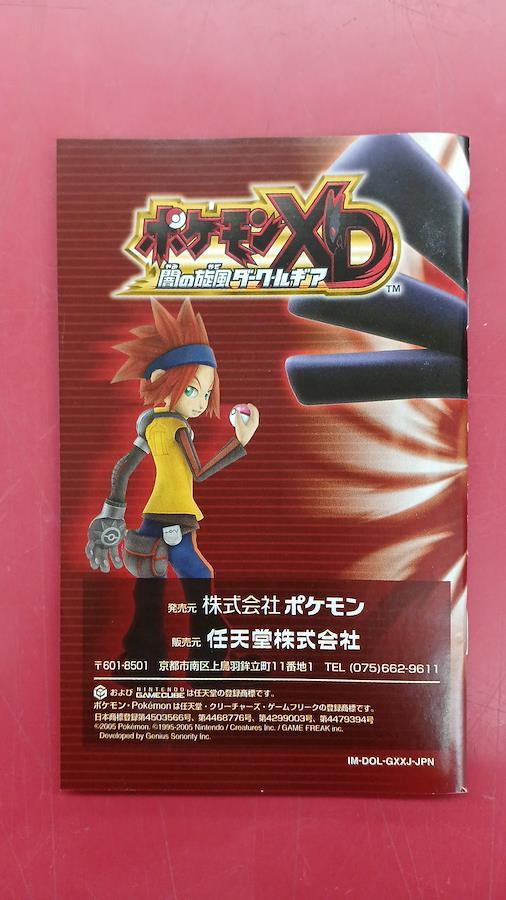 ポケモンXD
闇の旋風ダーク・ルギア
やみ かぜ
TM
発売元 株式会社ポケモン
販売元 任天堂株式会社
〒601-8501 京都市南区上鳥羽鉾立町11番地1 TEL (075)662-9611
および NINTENDO GAMECUBE は任天堂の登録商標です。
ポケモン・Pokémonは任天堂・クリーチャーズ・ゲームフリークの登録商標です。
日本商標登録第4503566号、第4468776号、第4299003号、第4479394号
©2005 Pokémon. ©1995-2005 Nintendo / Creatures Inc. / GAME FREAK inc.
Developed by Genius Sonority Inc.
IM-DOL-GXXJ-JPN